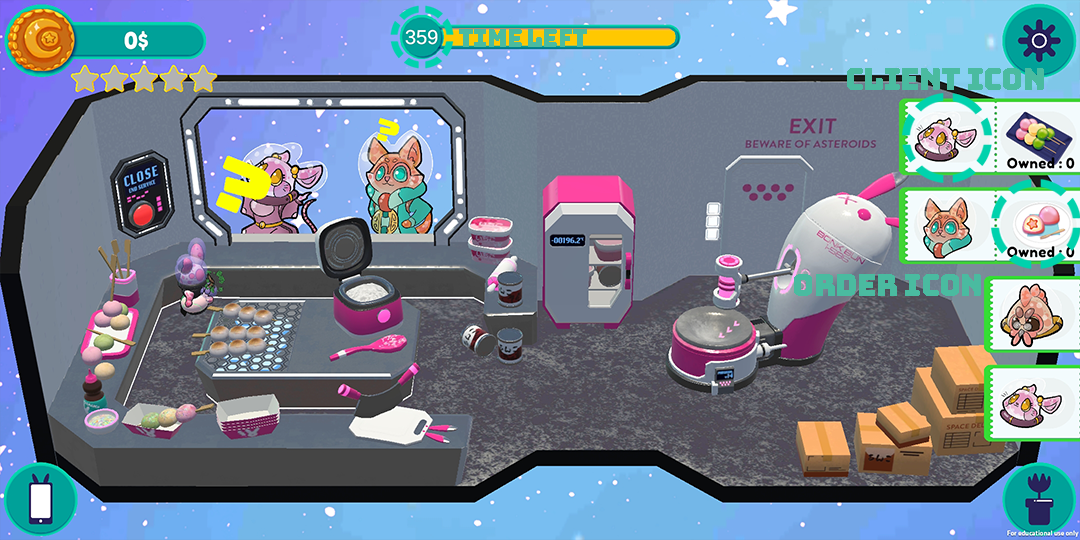 0$
359 TIME LEFT
CLIENT ICON
EXIT
BEWARE OF ASTEROIDS
CLOSE
END SERVICE
?
?
Owned : 0
Owned : 0
-00196.2°
ORDER ICON
SPACE
For educational use only